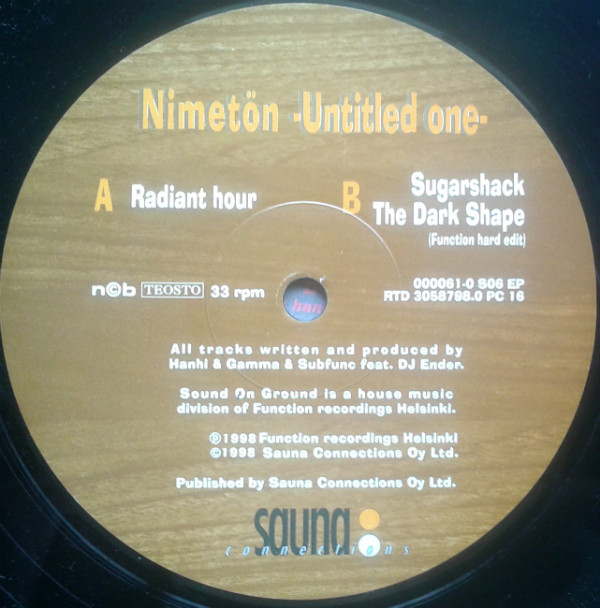 Nimetön -Untitled one-
A Radiant hour
B Sugarshack
The Dark Shape
(Function hard edit)
n©b TEOSTO 33 rpm
000061-0 S06 EP
RTD 3058798.0 PC 16
All tracks written and produced by
Hanhi & Gamma & Subfunc feat. DJ Ender.
Sound On Ground is a house music
division of Function recordings Helsinki.
℗1998 Function recordings Helsinki
©1998 Sauna Connections Oy Ltd.
Published by Sauna Connections Oy Ltd.
sauna
connections